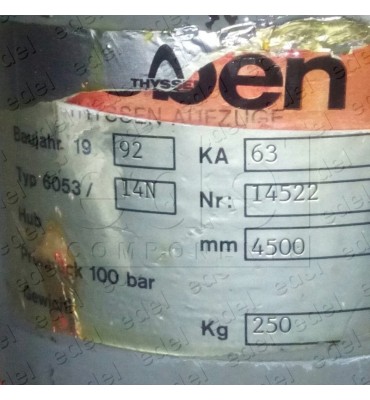 THYSSEN
THYSSEN AUFZÜGE
Baujahr. 19 92 KA 63
Typ 6053/ 14N Nr: 14522
Hub mm 4500
100 bar
Kg 250